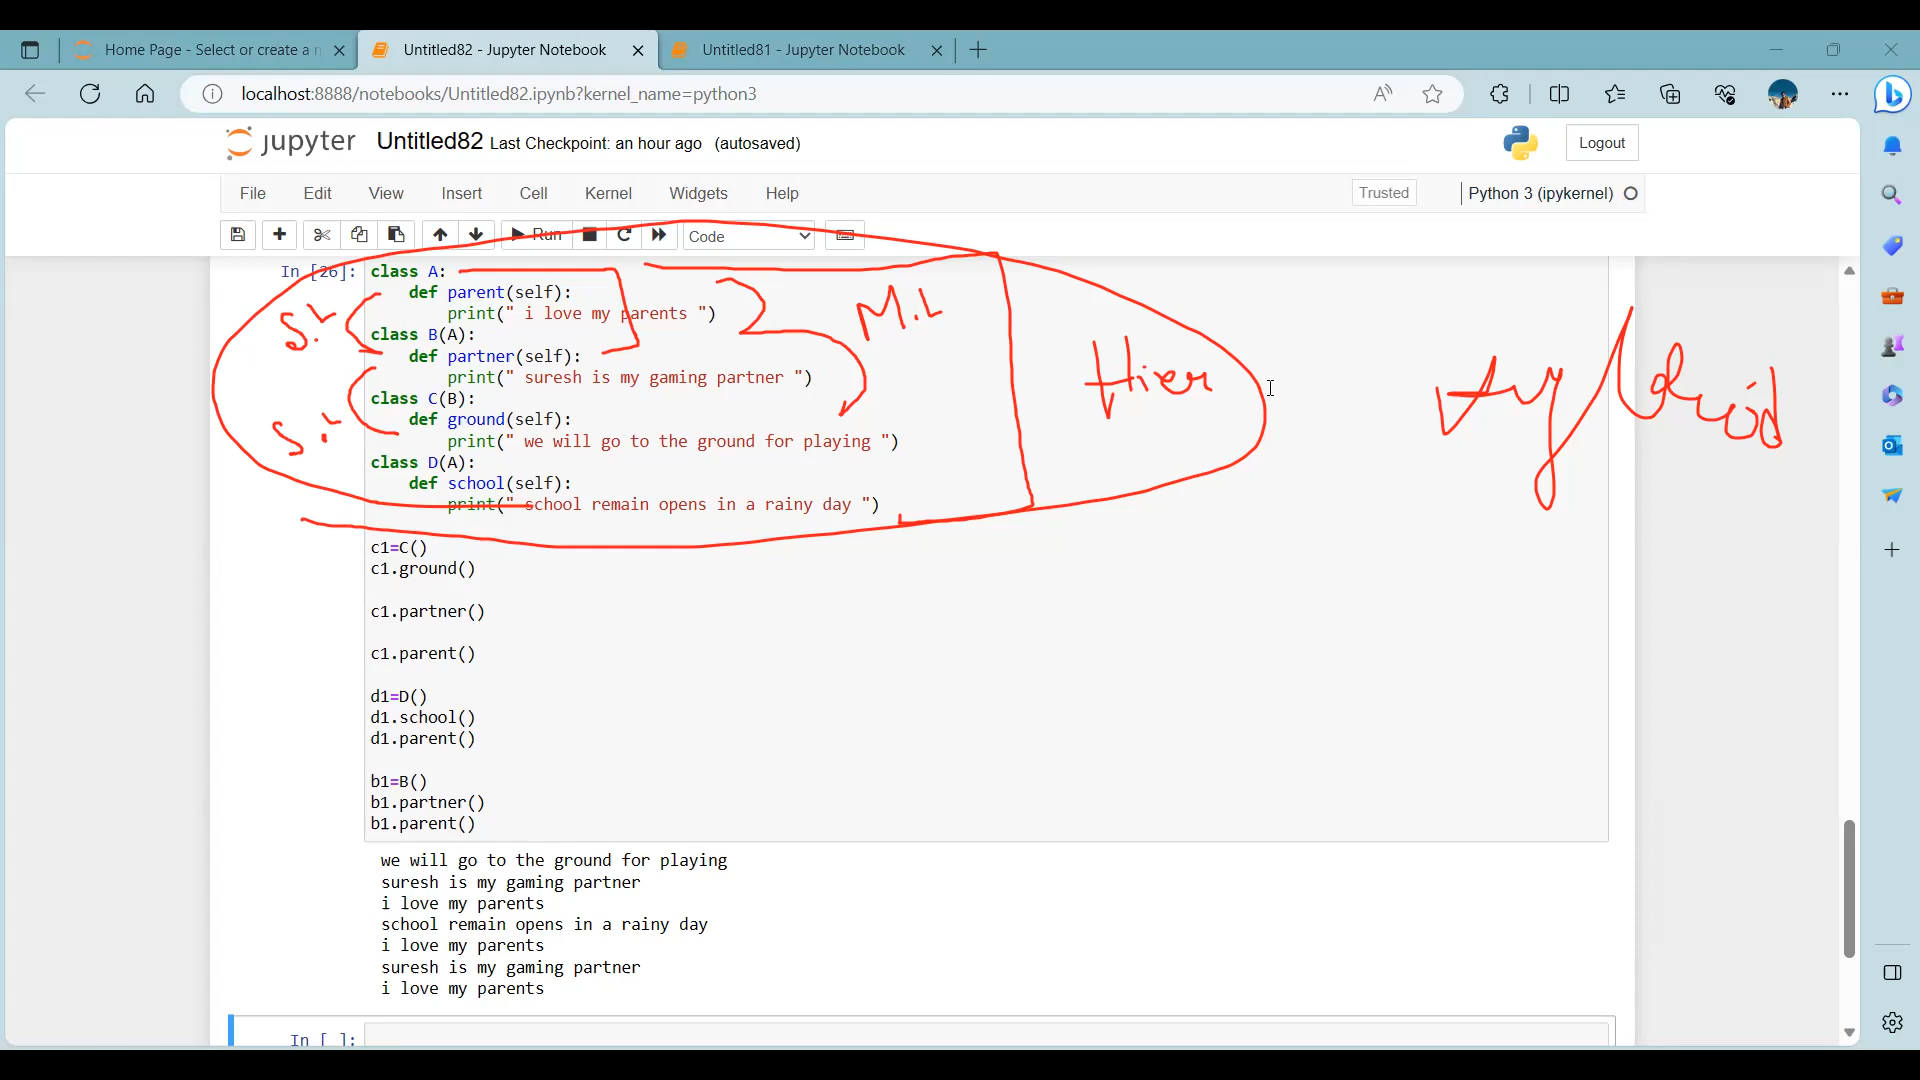 Home Page - Select or create a n
Untitled82 - Jupyter Notebook
Untitled81 - Jupyter Notebook
localhost:8888/notebooks/Untitled82.ipynb?kernel_name=python3
jupyter Untitled82 Last Checkpoint: an hour ago (autosaved)
Logout
File Edit View Insert Cell Kernel Widgets Help
Trusted
Python 3 (ipykernel)
Run
Code
In [26]:
class A:
def parent(self):
print(" i love my parents ")
class B(A):
def partner(self):
print(" suresh is my gaming partner ")
class C(B):
def ground(self):
print(" we will go to the ground for playing ")
class D(A):
def school(self):
print(" school remain opens in a rainy day ")
c1=C()
c1.ground()
c1.partner()
c1.parent()
d1=D()
d1.school()
d1.parent()
b1=B()
b1.partner()
b1.parent()
S.I
S.I
M.L
Hier
we will go to the ground for playing
suresh is my gaming partner
i love my parents
school remain opens in a rainy day
i love my parents
suresh is my gaming partner
i love my parents
In [ ]: